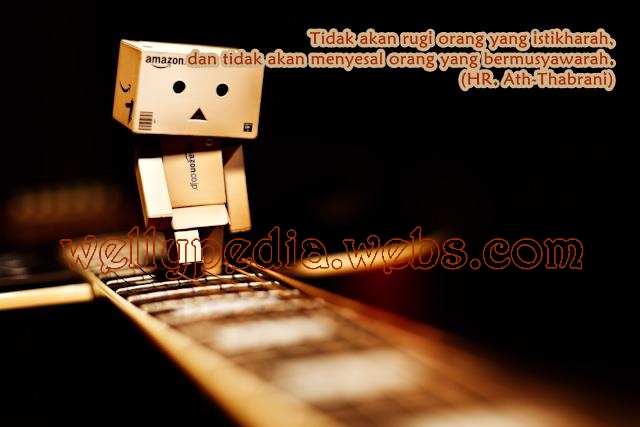 Tidak akan rugi orang yang istikharah,
dan tidak akan menyesal orang yang bermusyawarah.
(HR. Ath-Thabrani)
amazon
amazon.co.jp
wellypedia.webs.com